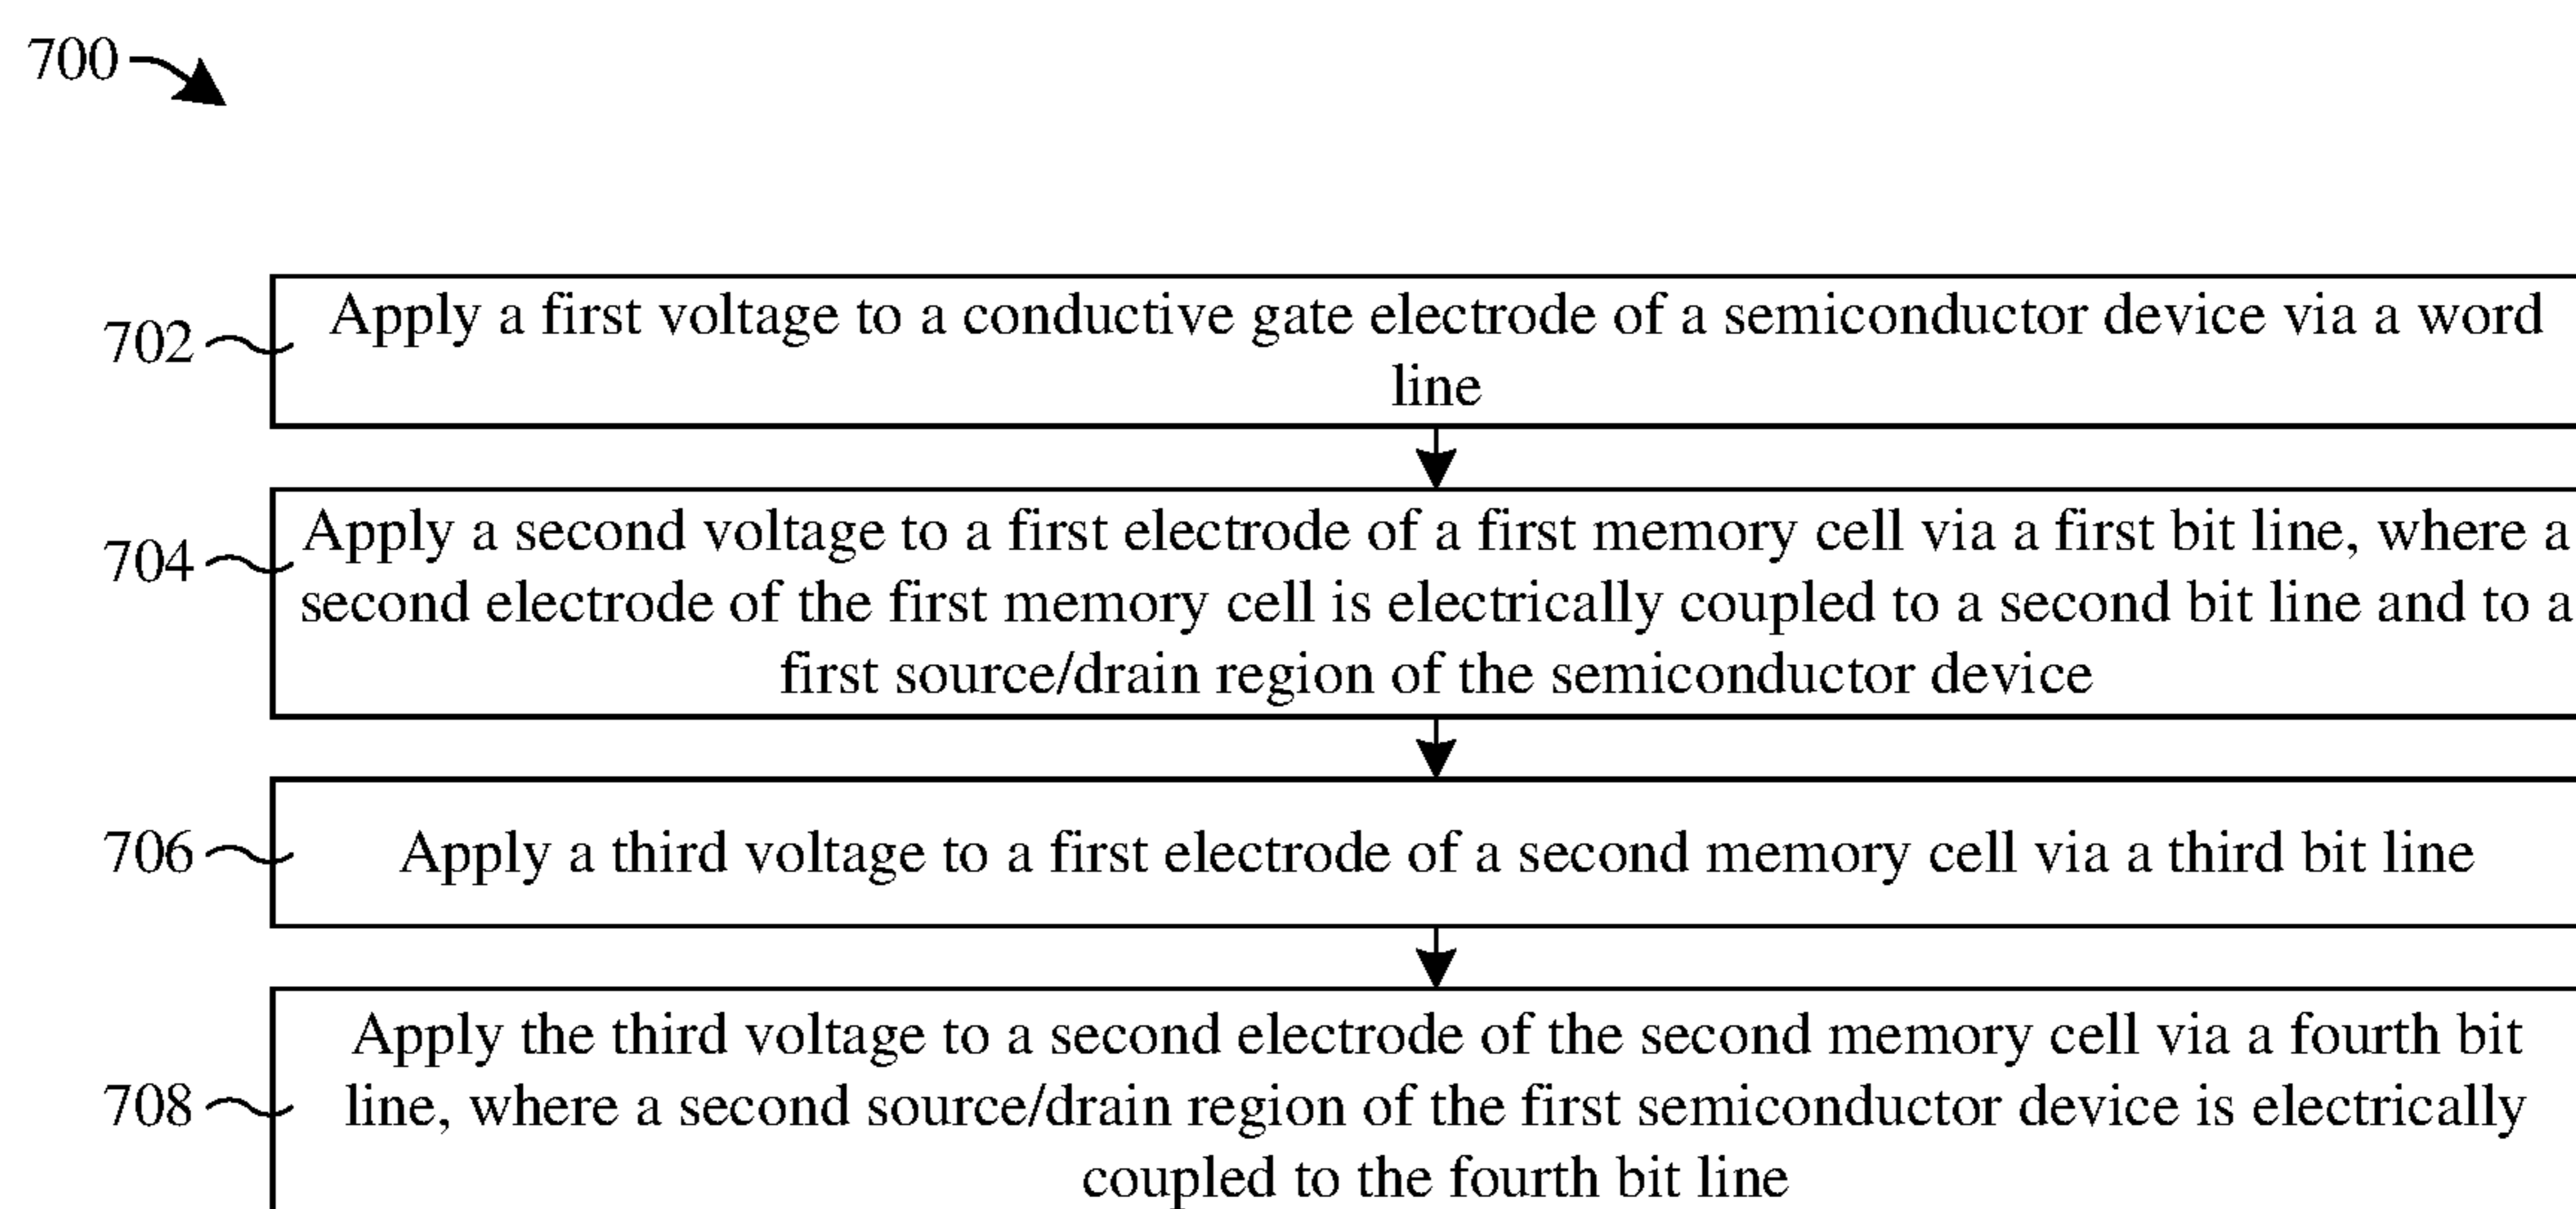 700
702
Apply a first voltage to a conductive gate electrode of a semiconductor device via a word
line
704
Apply a second voltage to a first electrode of a first memory cell via a first bit line, where a
second electrode of the first memory cell is electrically coupled to a second bit line and to a
first source/drain region of the semiconductor device
706
Apply a third voltage to a first electrode of a second memory cell via a third bit line
708
Apply the third voltage to a second electrode of the second memory cell via a fourth bit
line, where a second source/drain region of the first semiconductor device is electrically
coupled to the fourth bit line